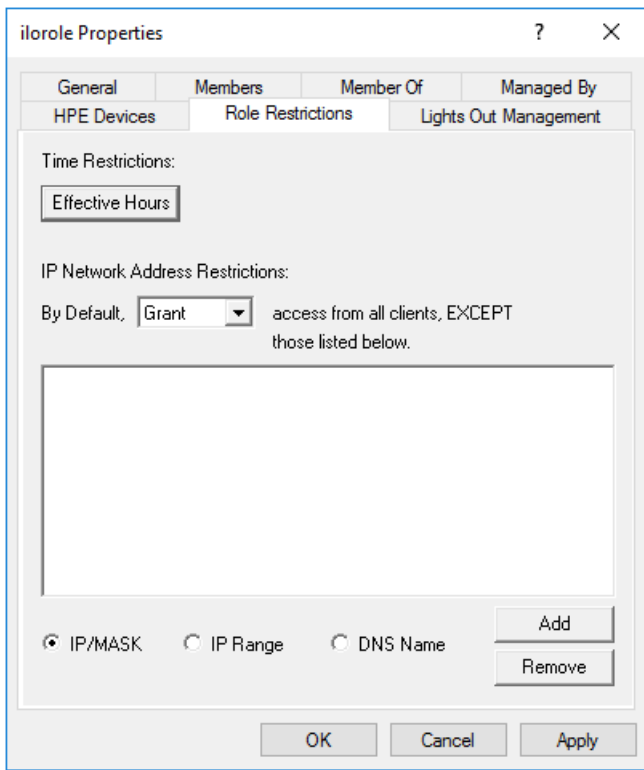 ilorole Properties
?
General Members Member Of Managed By
HPE Devices Role Restrictions Lights Out Management
Time Restrictions:
Effective Hours
IP Network Address Restrictions:
By Default, Grant access from all clients, EXCEPT
those listed below.
IP/MASK IP Range DNS Name
Add
Remove
OK Cancel Apply